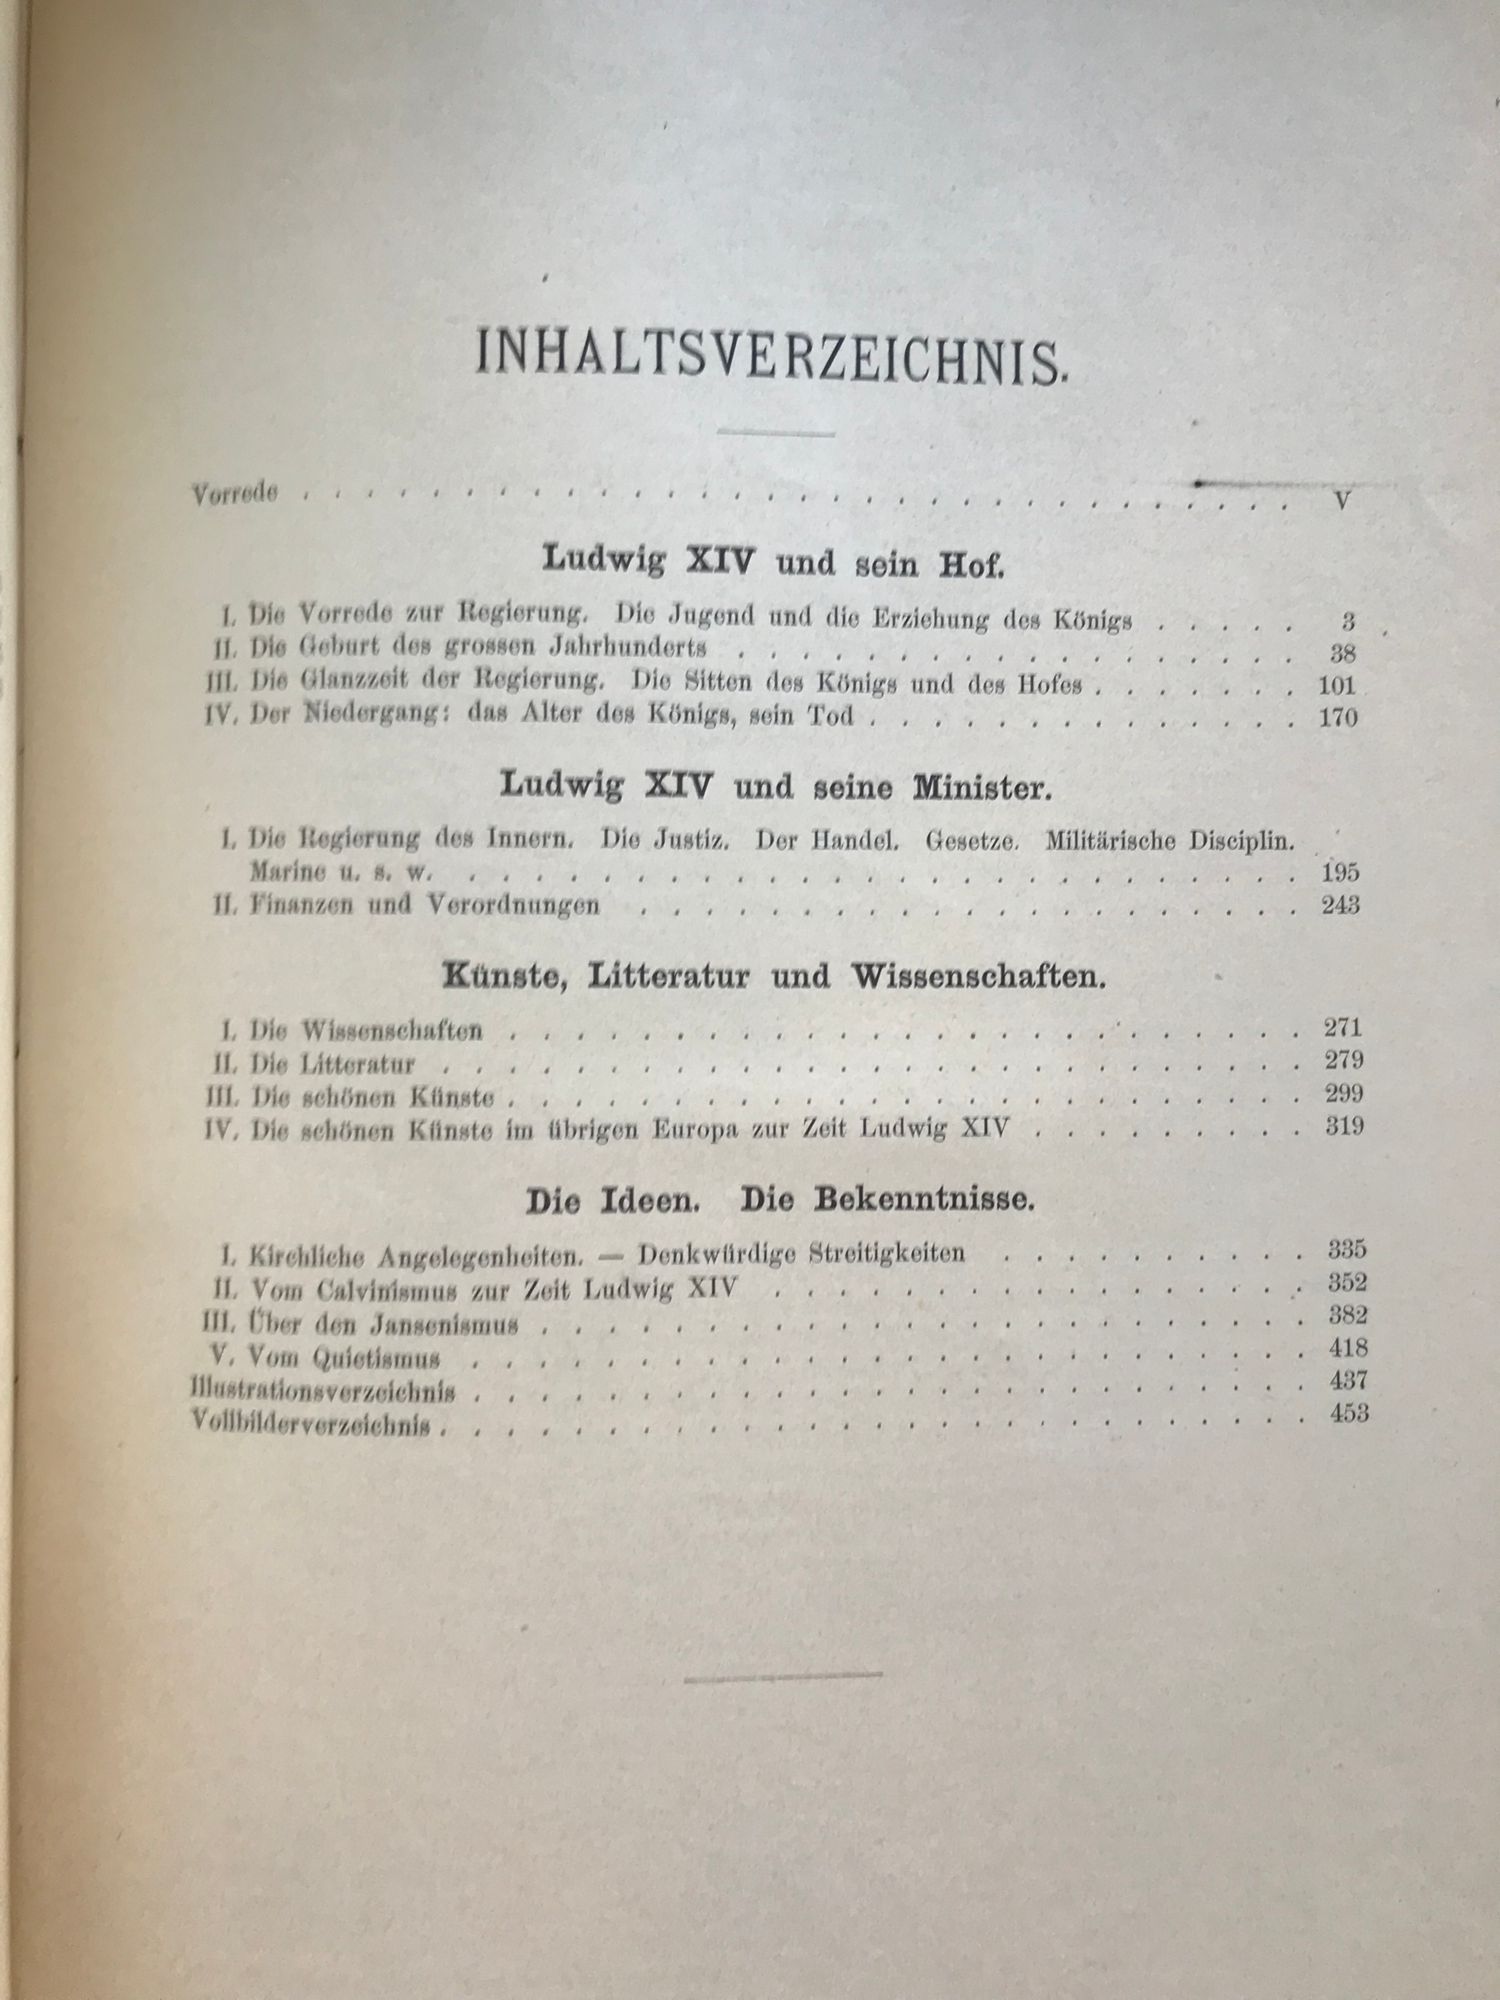 INHALTSVERZEICHNIS.
Vorrede . . . . . . . . . . . . . . . . . . . . . . . . . . . . . . V
Ludwig XIV und sein Hof.
I. Die Vorrede zur Regierung. Die Jugend und die Erziehung des Königs . . . . . 3
II. Die Geburt des grossen Jahrhunderts . . . . . . . . . . . . . . . . . . 38
III. Die Glanzzeit der Regierung. Die Sitten des Königs und des Hofes . . . . . . . 101
IV. Der Niedergang: das Alter des Königs, sein Tod . . . . . . . . . . . . . . 170
Ludwig XIV und seine Minister.
I. Die Regierung des Innern. Die Justiz. Der Handel. Gesetze. Militärische Disciplin.
Marine u. s. w. . . . . . . . . . . . . . . . . . . . . . . . . . . 195
II. Finanzen und Verordnungen . . . . . . . . . . . . . . . . . . . . . 243
Künste, Litteratur und Wissenschaften.
I. Die Wissenschaften . . . . . . . . . . . . . . . . . . . . . . . . . 271
II. Die Litteratur . . . . . . . . . . . . . . . . . . . . . . . . . . . 279
III. Die schönen Künste . . . . . . . . . . . . . . . . . . . . . . . . . 299
IV. Die schönen Künste im übrigen Europa zur Zeit Ludwig XIV . . . . . . . . . 319
Die Ideen. Die Bekenntnisse.
I. Kirchliche Angelegenheiten. — Denkwürdige Streitigkeiten . . . . . . . . . . 335
II. Vom Calvinismus zur Zeit Ludwig XIV . . . . . . . . . . . . . . . . . 352
III. Über den Jansenismus . . . . . . . . . . . . . . . . . . . . . . . . 382
V. Vom Quietismus . . . . . . . . . . . . . . . . . . . . . . . . . . 418
Illustrationsverzeichnis . . . . . . . . . . . . . . . . . . . . . . . . . . 437
Vollbilderverzeichnis . . . . . . . . . . . . . . . . . . . . . . . . . . . 453